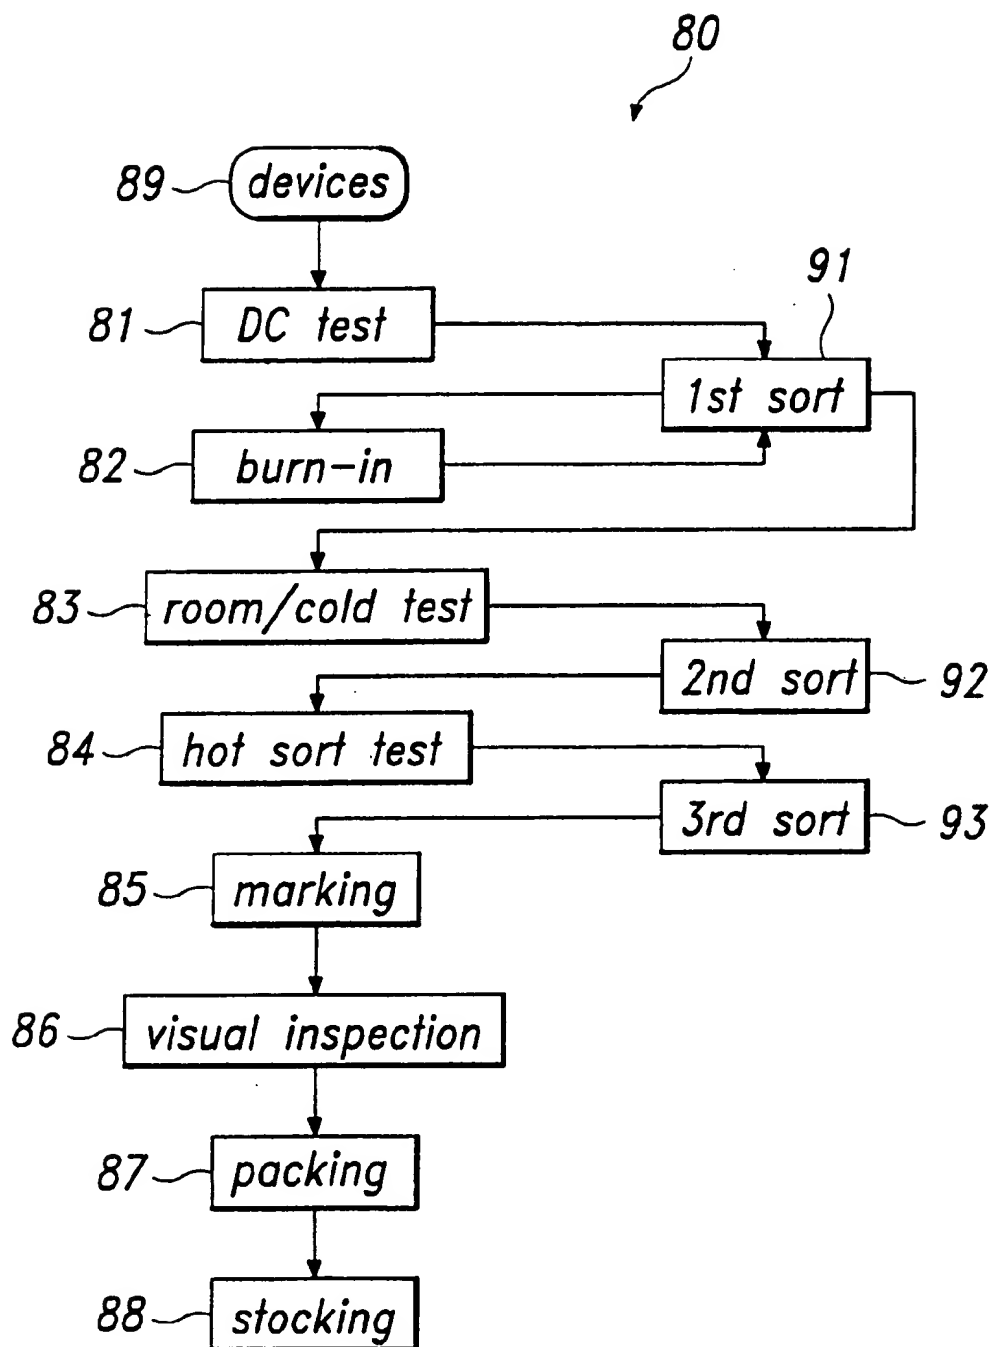 80
89 devices
91
81 DC test
1st sort
82 burn-in
83 room/cold test
2nd sort 92
84 hot sort test
3rd sort 93
85 marking
86 visual inspection
87 packing
88 stocking